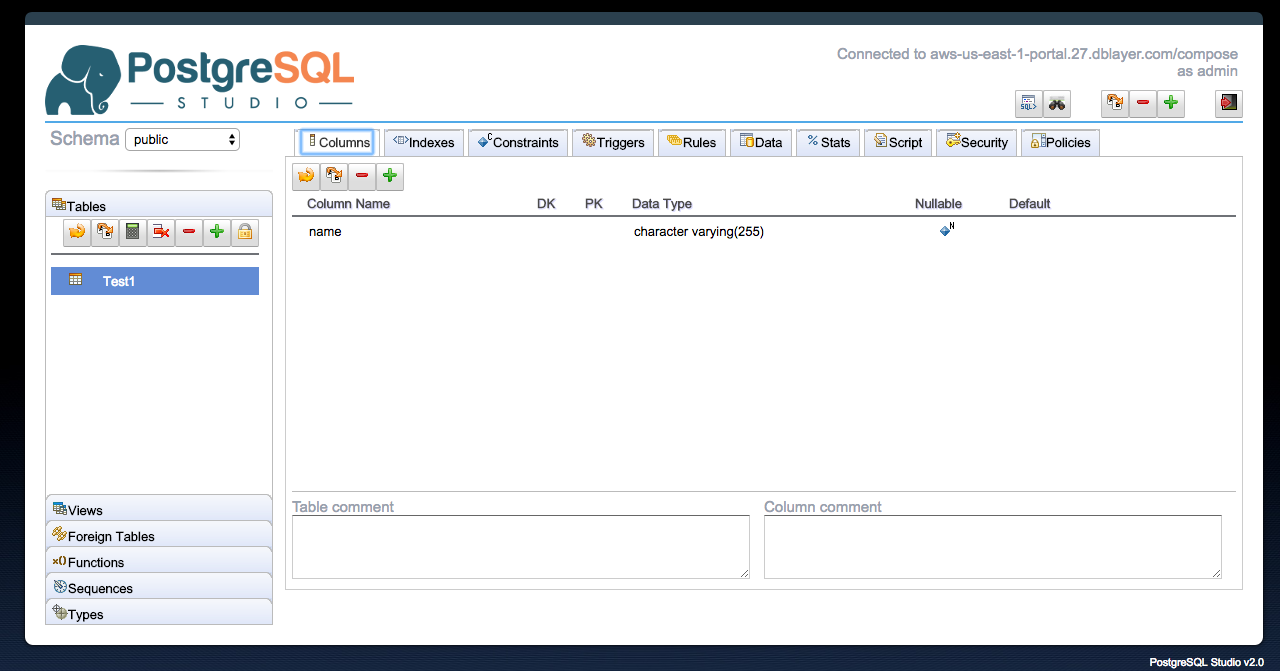 PostgreSQL
STUDIO
Connected to aws-us-east-1-portal.27.dblayer.com/compose
as admin
SQL>
Schema public
Columns Indexes Constraints Triggers Rules Data Stats Script Security Policies
Tables
Column Name DK PK Data Type Nullable Default
name character varying(255) N
Test1
Table comment Column comment
Views
Foreign Tables
Functions
Sequences
Types
PostgreSQL Studio v2.0